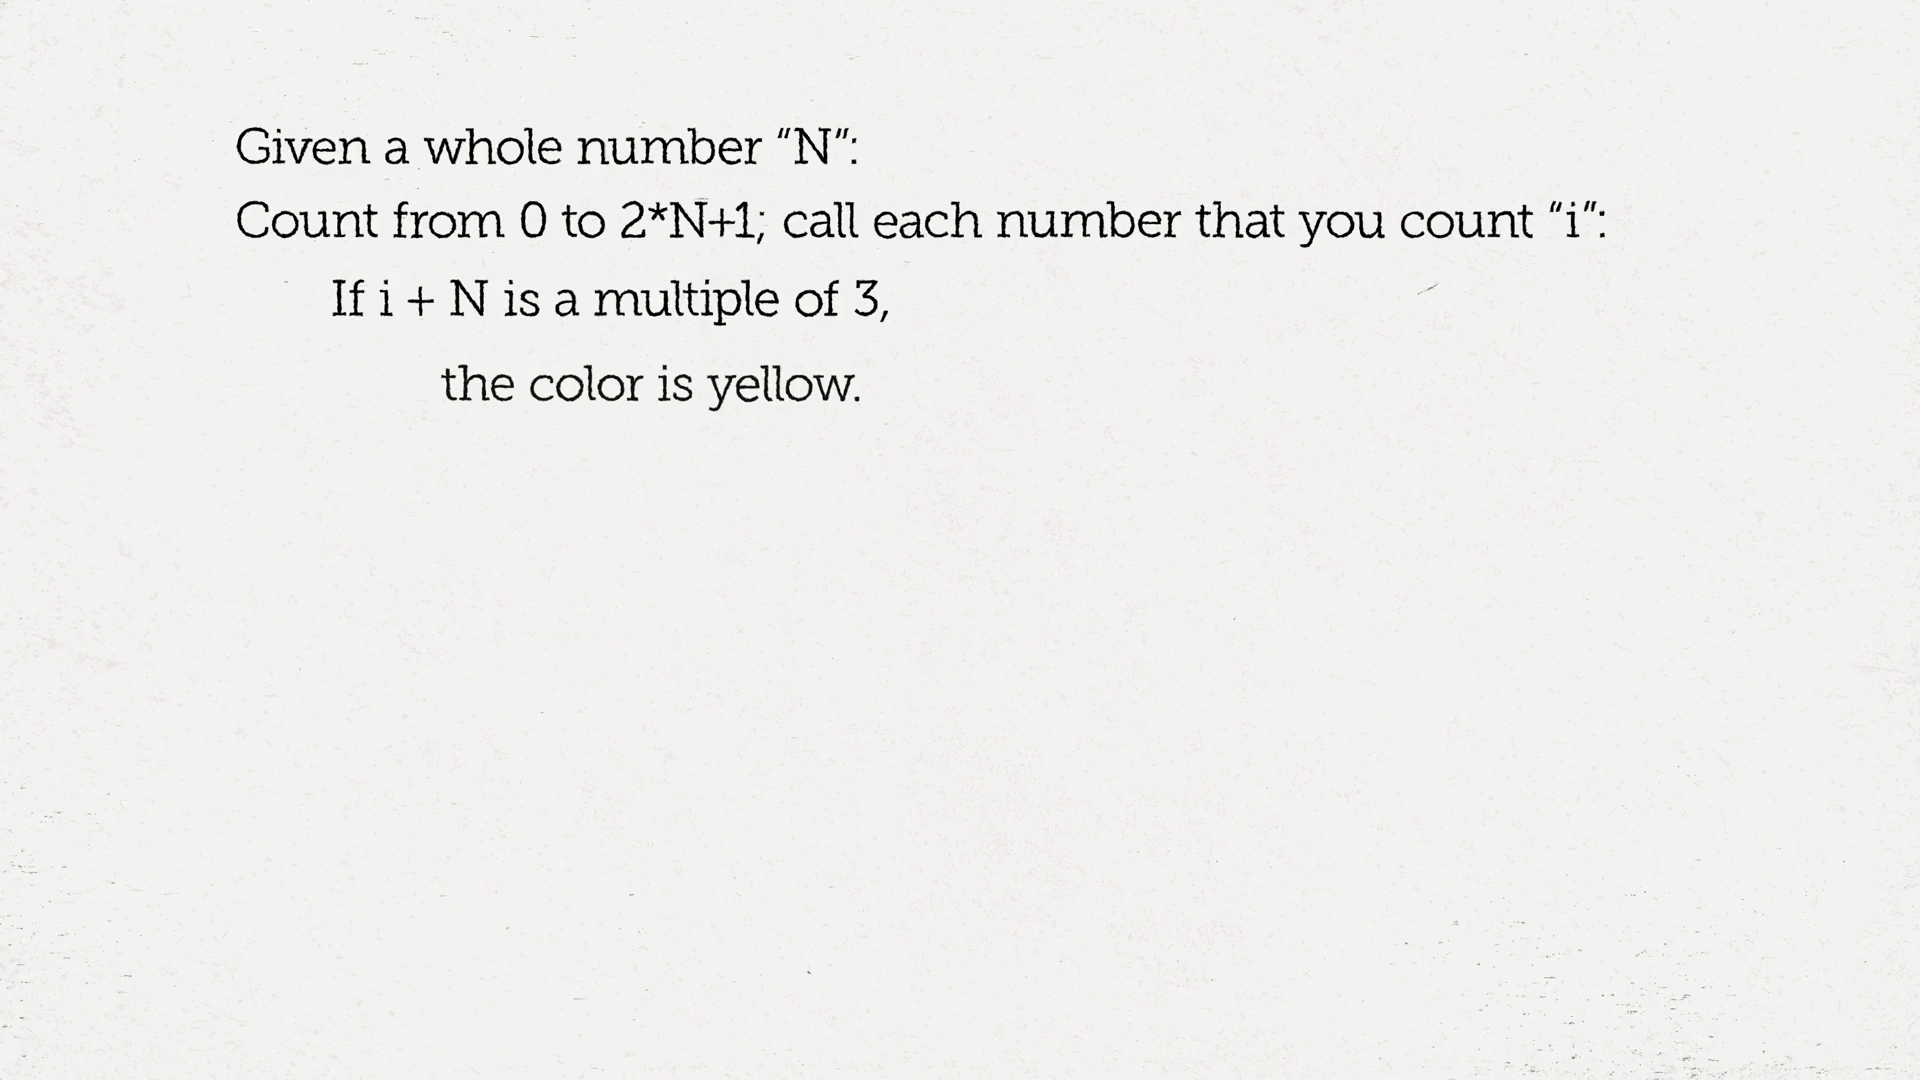 Given a whole number “N”:
Count from 0 to 2*N+1; call each number that you count “i”:
If i + N is a multiple of 3,
the color is yellow.